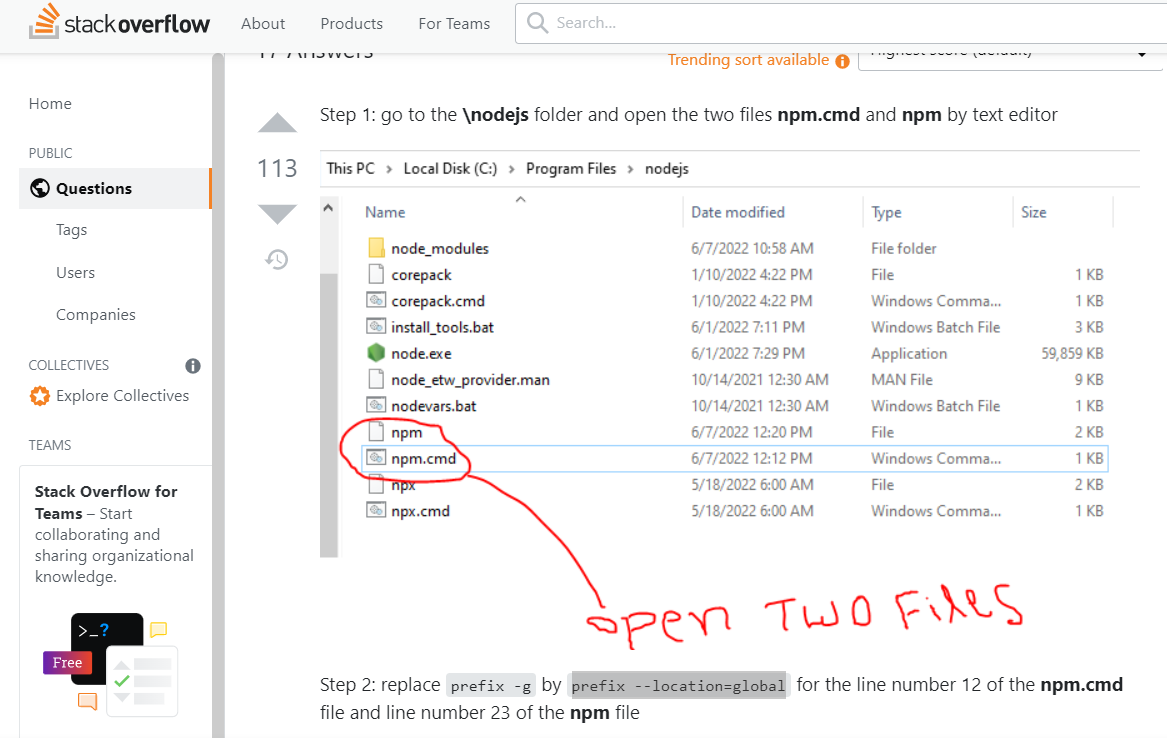 stackoverflow About Products For Teams Search...
17 Answers
Trending sort available
Highest score (default)
Home
PUBLIC
Questions
Tags
Users
Companies
COLLECTIVES
Explore Collectives
TEAMS
Stack Overflow for
Teams – Start
collaborating and
sharing organizational
knowledge.
>_?
Free
113
Step 1: go to the \nodejs folder and open the two files npm.cmd and npm by text editor
This PC > Local Disk (C:) > Program Files > nodejs
Name Date modified Type Size
node_modules 6/7/2022 10:58 AM File folder
corepack 1/10/2022 4:22 PM File 1 KB
corepack.cmd 1/10/2022 4:22 PM Windows Comma... 1 KB
install_tools.bat 6/1/2022 7:11 PM Windows Batch File 3 KB
node.exe 6/1/2022 7:29 PM Application 59,859 KB
node_etw_provider.man 10/14/2021 12:30 AM MAN File 9 KB
nodevars.bat 10/14/2021 12:30 AM Windows Batch File 1 KB
npm 6/7/2022 12:20 PM File 2 KB
npm.cmd 6/7/2022 12:12 PM Windows Comma... 1 KB
npx 5/18/2022 6:00 AM File 2 KB
npx.cmd 5/18/2022 6:00 AM Windows Comma... 1 KB
open TWO Files
Step 2: replace prefix -g by prefix --location=global for the line number 12 of the npm.cmd
file and line number 23 of the npm file